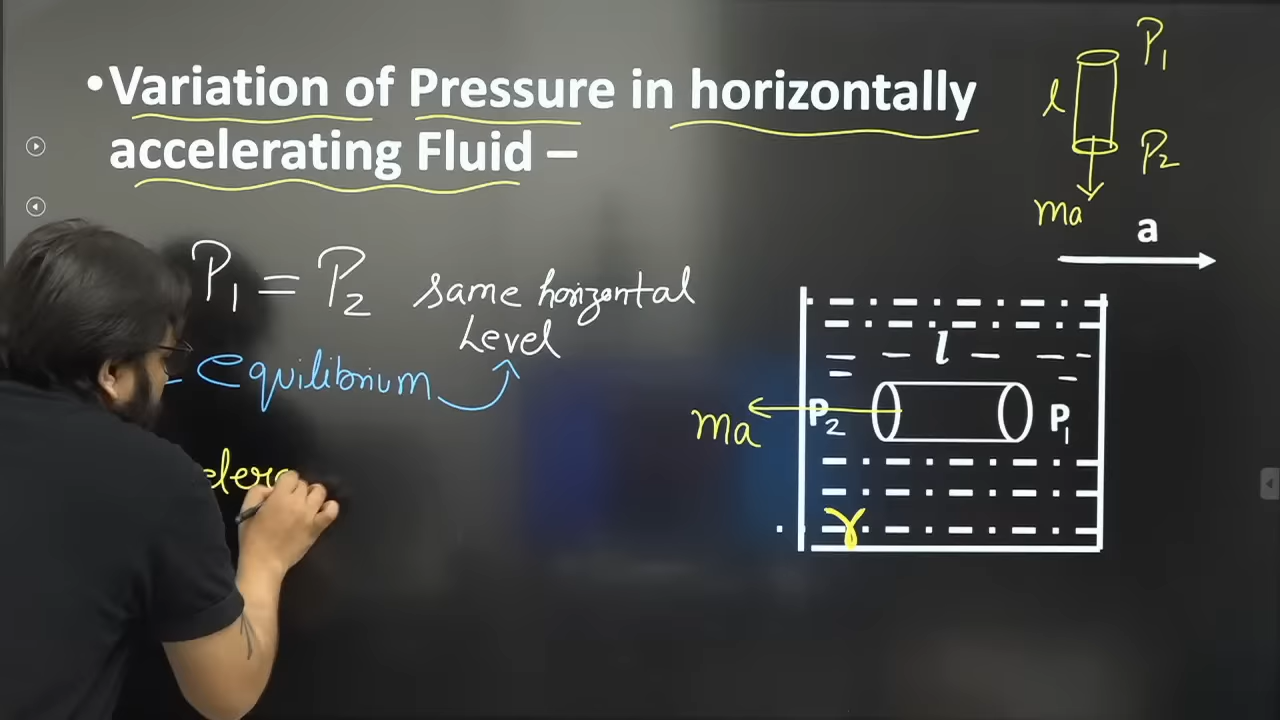 •Variation of Pressure in horizontally
accelerating Fluid –
P₁
l
P₂
ma
a
P₁ = P₂ same horizontal
Level
equilibrium
l
ma
P₂
P₁
γ